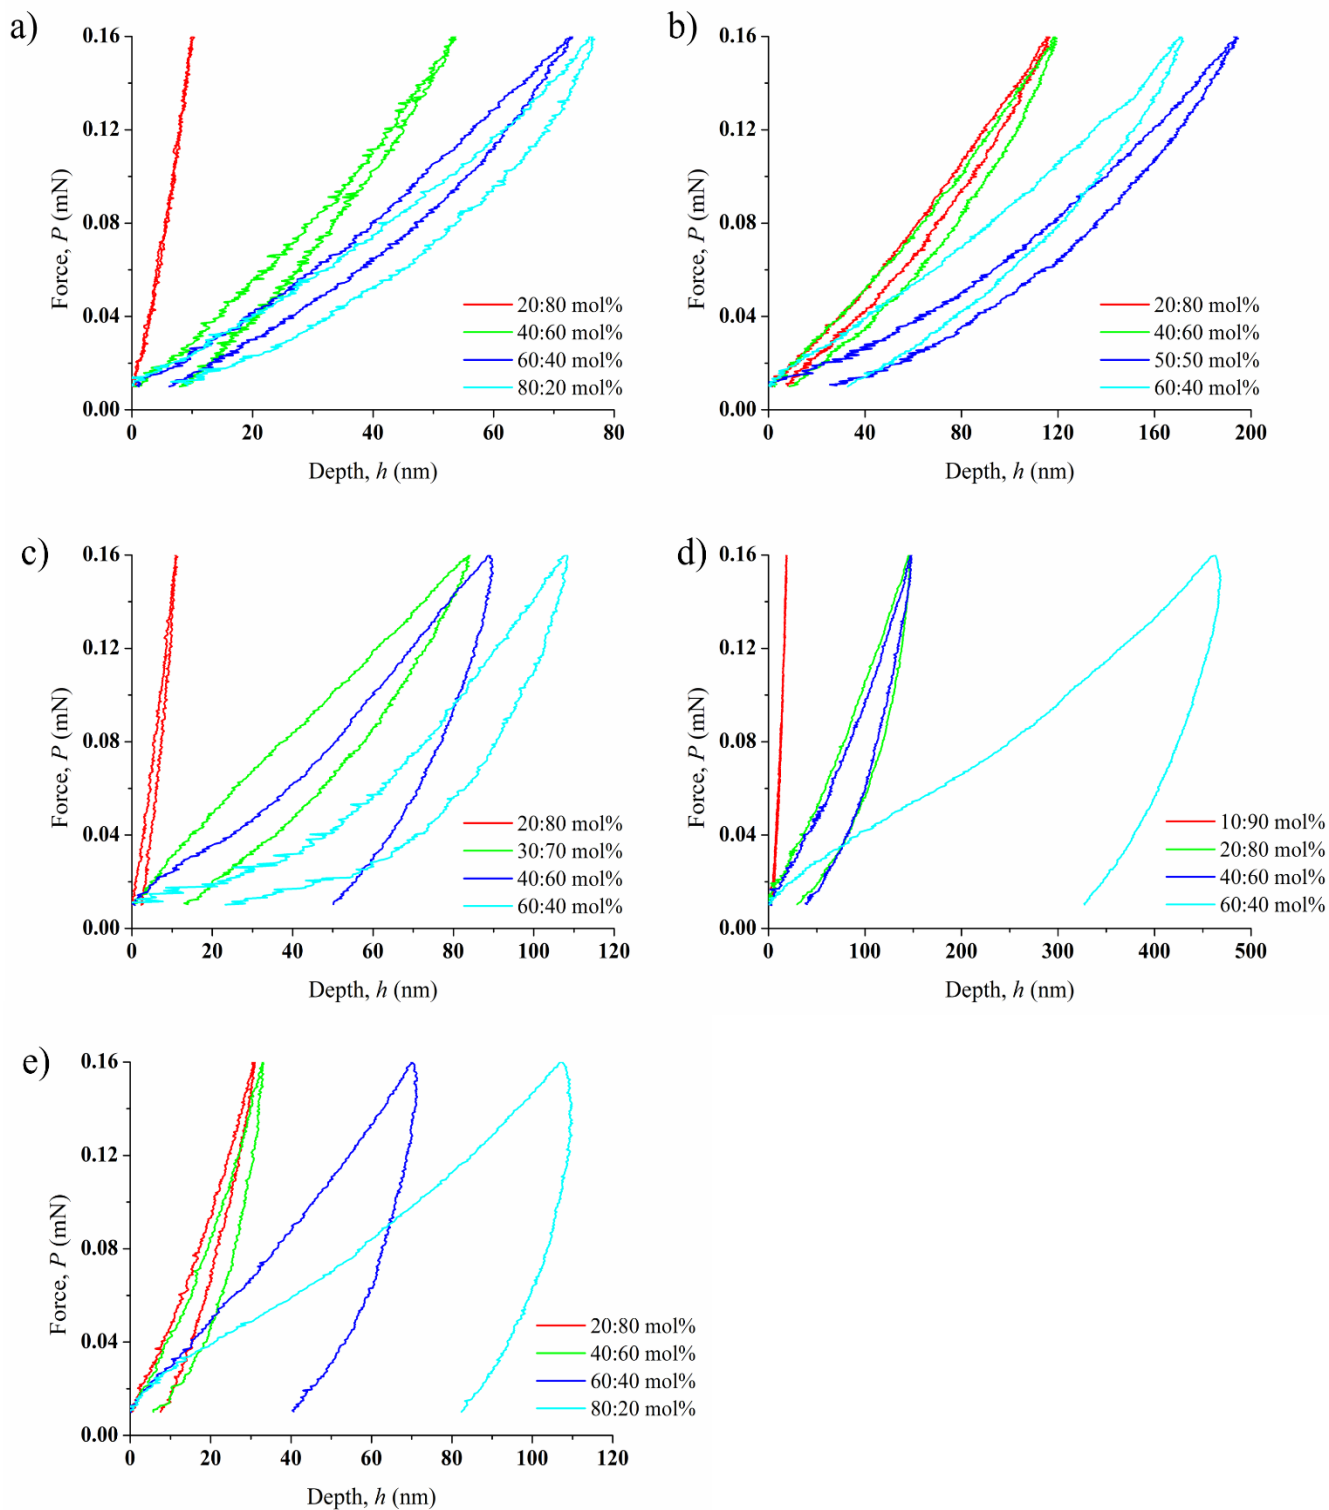 a)
0.16
0.12
0.08
0.04
0.00
Force, P (mN)
20:80 mol%
40:60 mol%
60:40 mol%
80:20 mol%
0 20 40 60 80
Depth, h (nm)
b)
0.16
0.12
0.08
0.04
0.00
Force, P (mN)
20:80 mol%
40:60 mol%
50:50 mol%
60:40 mol%
0 40 80 120 160 200
Depth, h (nm)
c)
0.16
0.12
0.08
0.04
0.00
Force, P (mN)
20:80 mol%
30:70 mol%
40:60 mol%
60:40 mol%
0 20 40 60 80 100 120
Depth, h (nm)
d)
0.16
0.12
0.08
0.04
0.00
Force, P (mN)
10:90 mol%
20:80 mol%
40:60 mol%
60:40 mol%
0 100 200 300 400 500
Depth, h (nm)
e)
0.16
0.12
0.08
0.04
0.00
Force, P (mN)
20:80 mol%
40:60 mol%
60:40 mol%
80:20 mol%
0 20 40 60 80 100 120
Depth, h (nm)